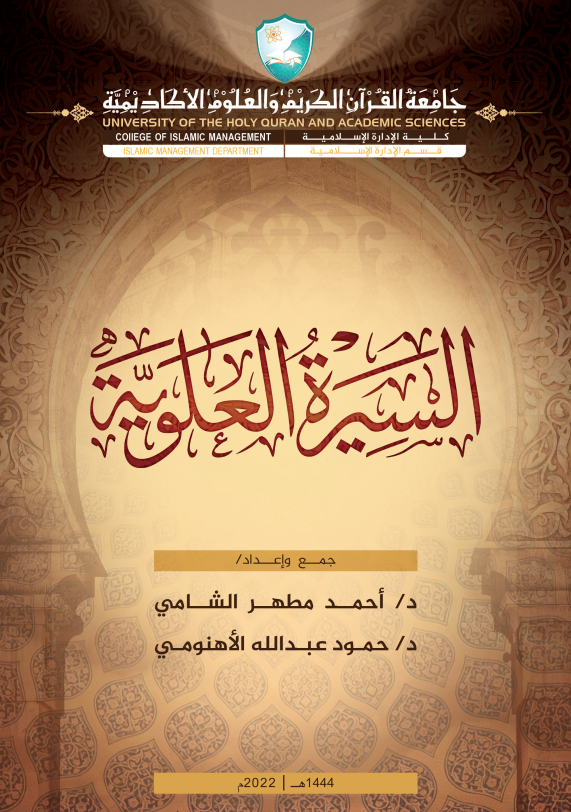 جَامِعَةُ القُرْآنِ الكَرِيْمِ وَالعُلُومِ الأَكَادِيْمِيَّةِ
UNIVERSITY OF THE HOLY QURAN AND ACADEMIC SCIENCES
COllEGE OF ISLAMIC MANAGEMENT كلية الإدارة الإسلامية
ISLAMIC MANAGEMENT DEPARTMENT قسم الإدارة الإسلامية
السِّيرَةُ العَلَوِيَّة
جمع وإعداد/
د/ أحمد مطهر الشامي
د/ حمود عبدالله الأهنومي
1444هـ | 2022م